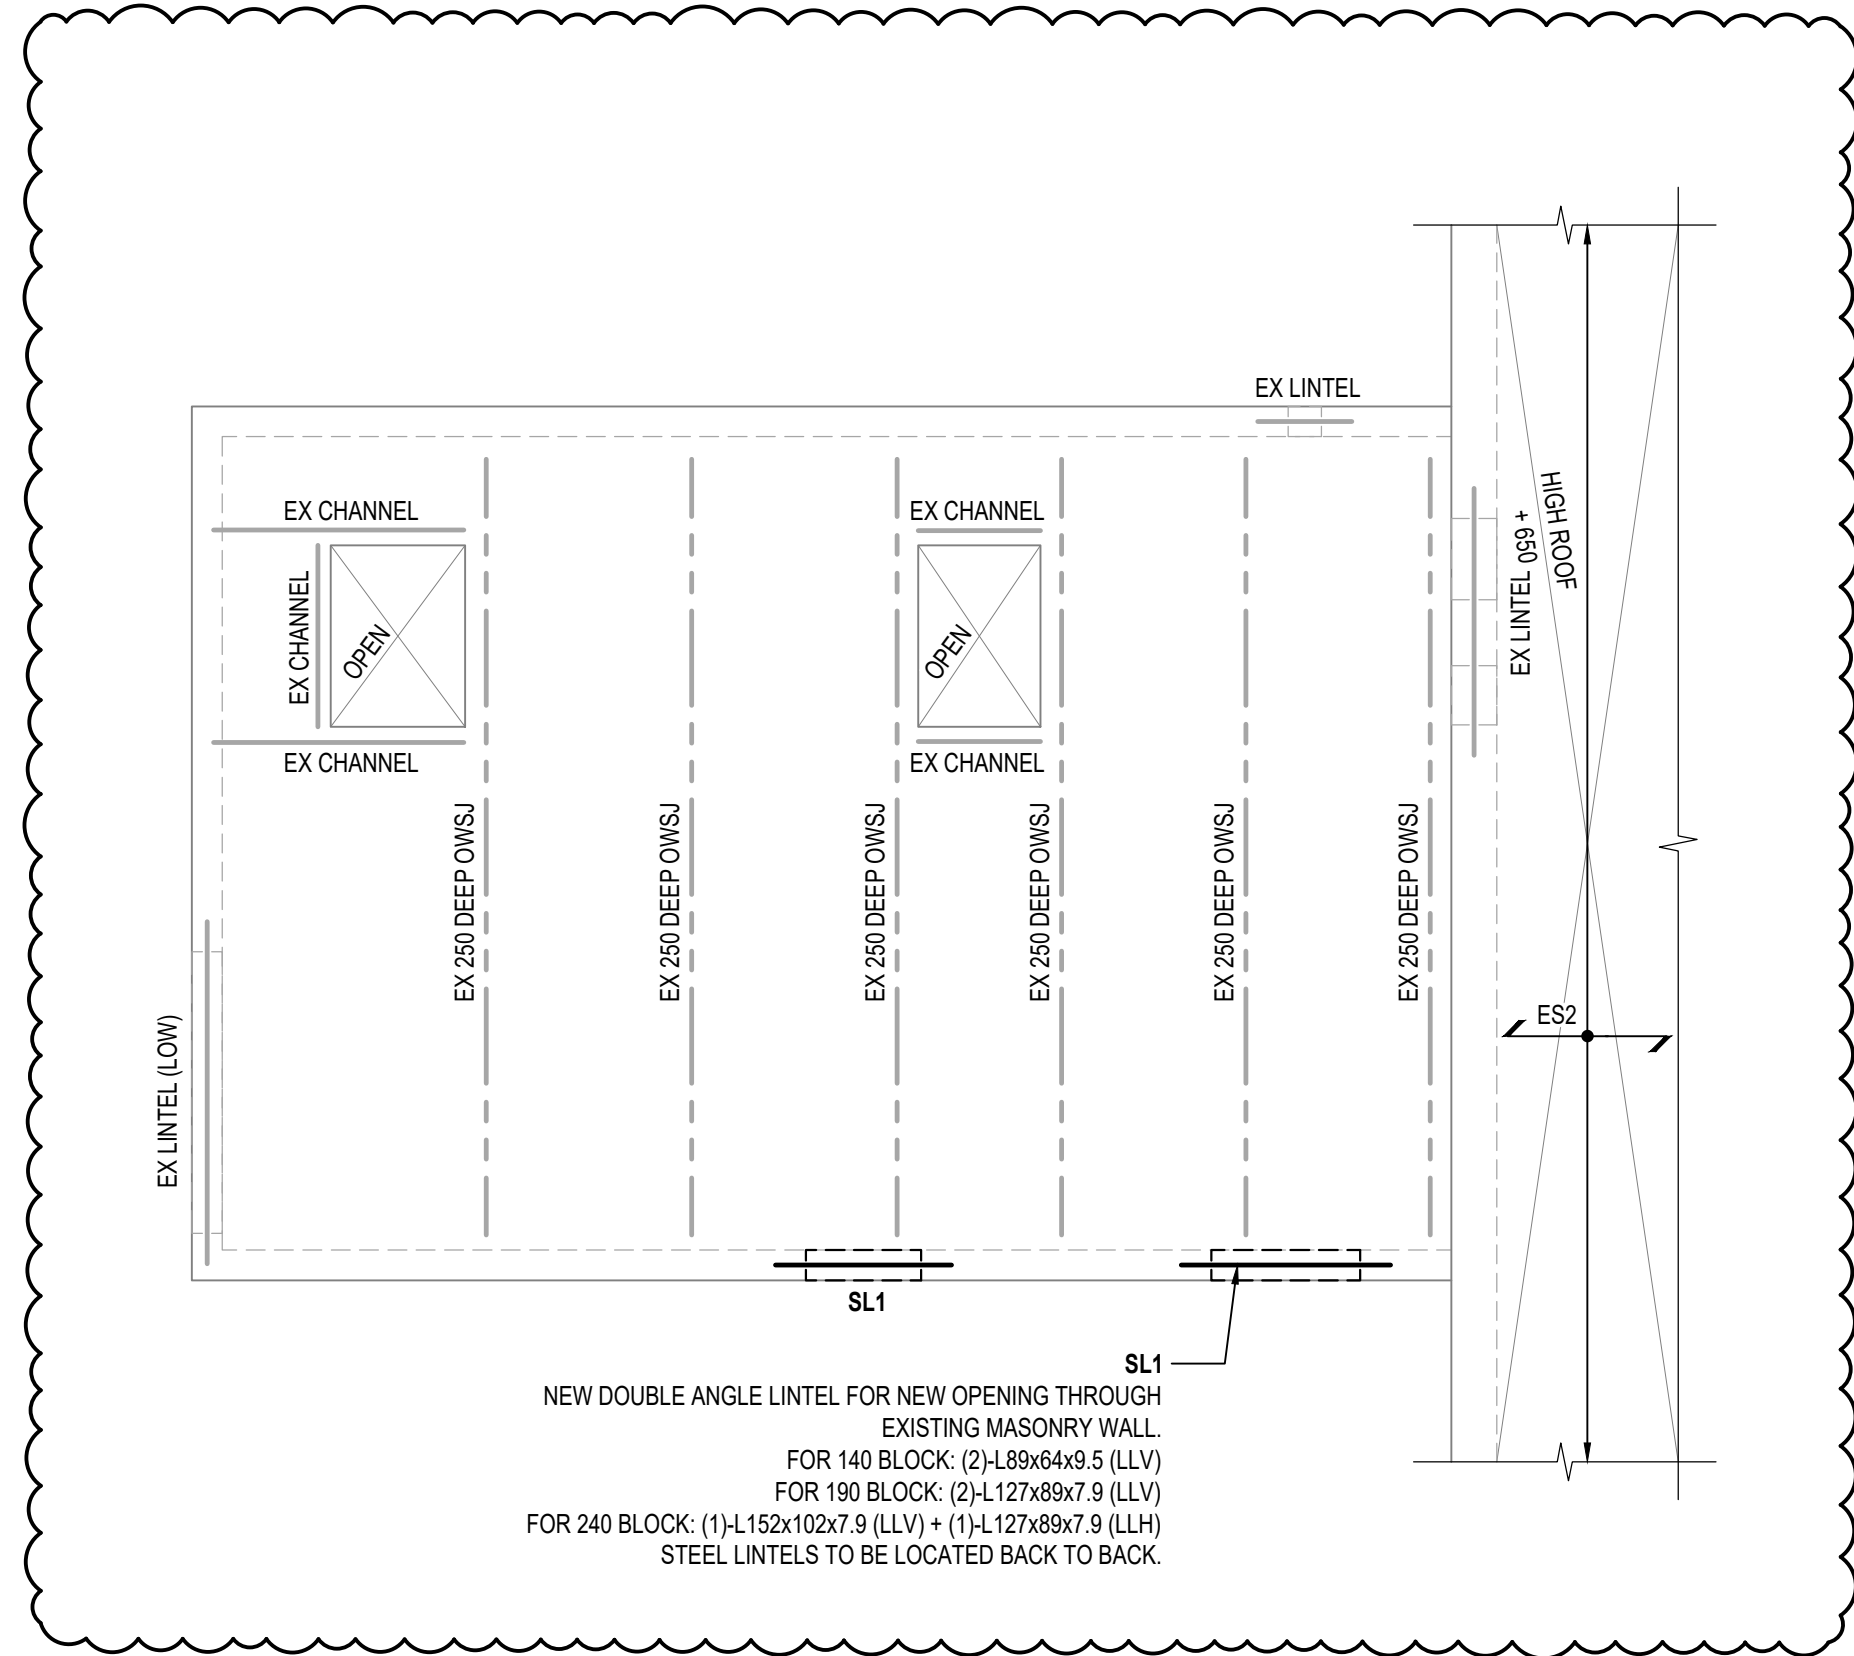 EX LINTEL
EX CHANNEL
EX CHANNEL
HIGH ROOF
EX LINTEL + 650
EX CHANNEL
OPEN
OPEN
EX CHANNEL
EX CHANNEL
EX 250 DEEP OWSJ
EX 250 DEEP OWSJ
EX 250 DEEP OWSJ
EX 250 DEEP OWSJ
EX 250 DEEP OWSJ
EX 250 DEEP OWSJ
ES2
EX LINTEL (LOW)
SL1
SL1
NEW DOUBLE ANGLE LINTEL FOR NEW OPENING THROUGH
EXISTING MASONRY WALL.
FOR 140 BLOCK: (2)-L89x64x9.5 (LLV)
FOR 190 BLOCK: (2)-L127x89x7.9 (LLV)
FOR 240 BLOCK: (1)-L152x102x7.9 (LLV) + (1)-L127x89x7.9 (LLH)
STEEL LINTELS TO BE LOCATED BACK TO BACK.